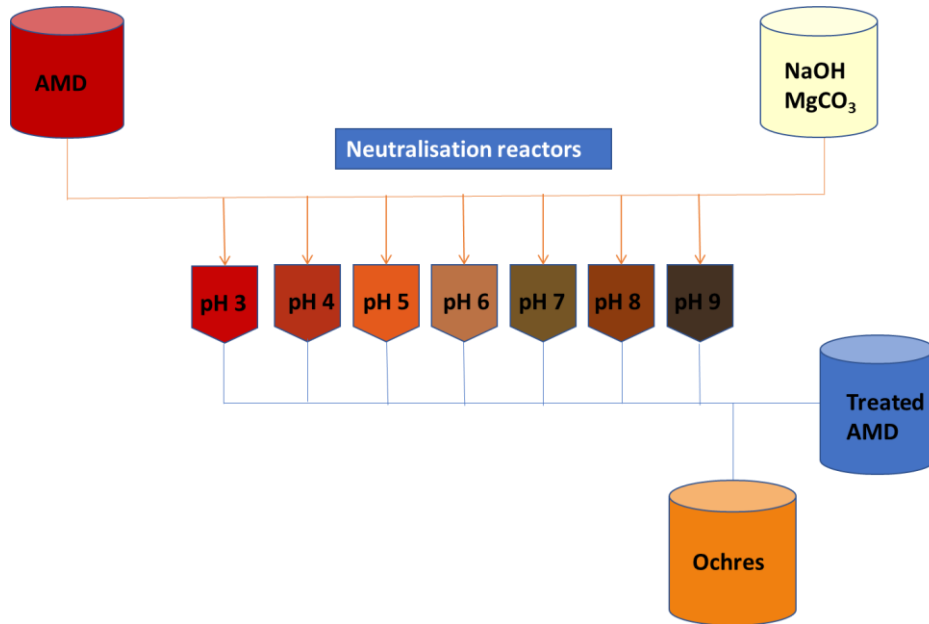 AMD
NaOH
MgCO₃
Neutralisation reactors
pH 3
pH 4
pH 5
pH 6
pH 7
pH 8
pH 9
Treated
AMD
Ochres